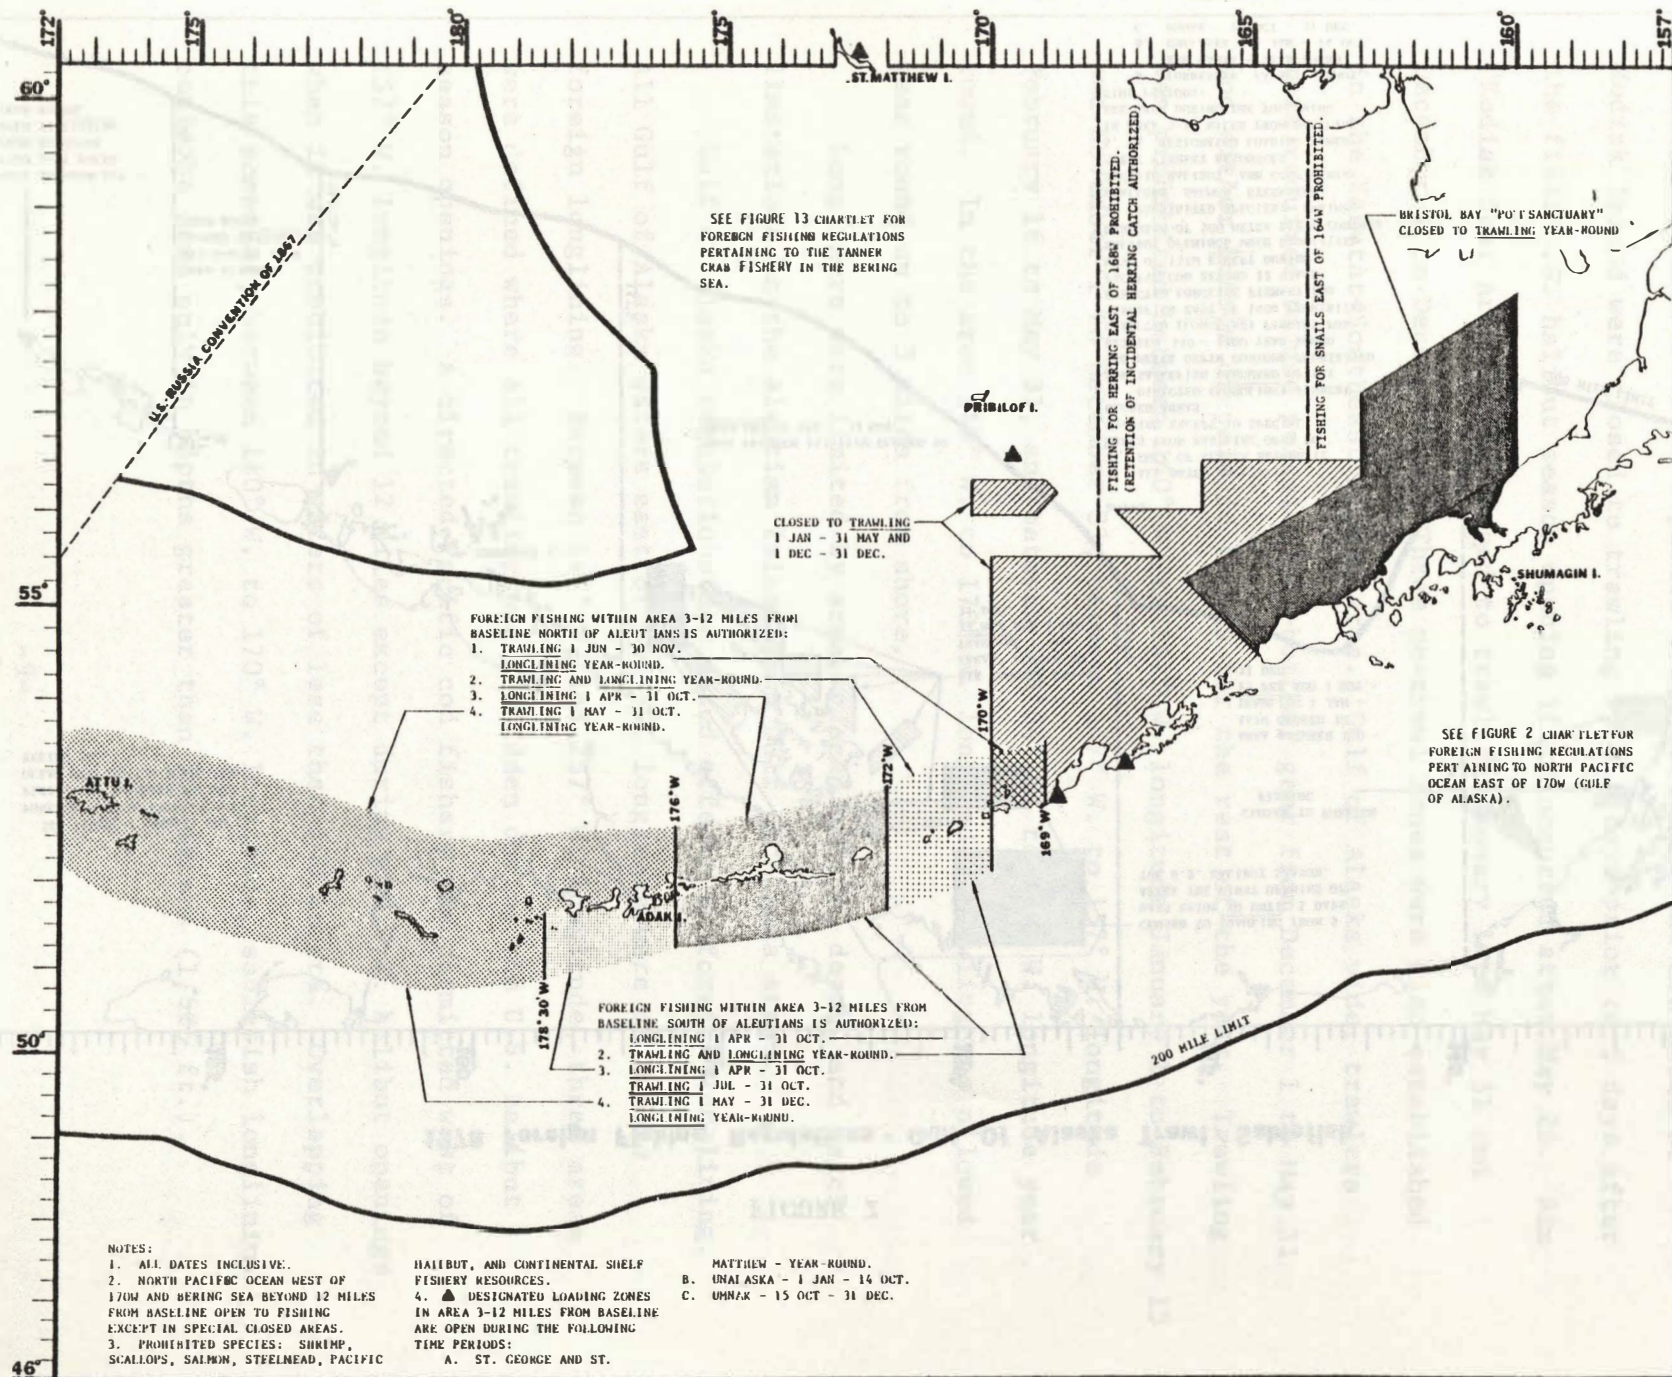 172°
175°
180°
175°
170°
165°
160°
157°
60°
55°
50°
46°
ST.MATTHEW I.
U.S.-RUSSIA CONVENTION OF 1867
SEE FIGURE 13 CHARTLET FOR
FOREIGN FISHING REGULATIONS
PERTAINING TO THE TANNER
CRAB FISHERY IN THE BERING
SEA.
FISHING FOR HERRING EAST OF 168W PROHIBITED.
(RETENTION OF INCIDENTAL HERRING CATCH AUTHORIZED)
FISHING FOR SNAILS EAST OF 164W PROHIBITED.
BRISTOL BAY "POT SANCTUARY"
CLOSED TO TRAWLING YEAR-ROUND
PRIBILOF I.
CLOSED TO TRAWLING
1 JAN - 31 MAY AND
1 DEC - 31 DEC.
SHUMAGIN I.
FOREIGN FISHING WITHIN AREA 3-12 MILES FROM
BASELINE NORTH OF ALEUTIANS IS AUTHORIZED:
1. TRAWLING 1 JUN - 30 NOV.
LONGLINING YEAR-ROUND.
2. TRAWLING AND LONGLINING YEAR-ROUND.
3. LONGLINING 1 APR - 31 OCT.
4. TRAWLING 1 MAY - 31 OCT.
LONGLINING YEAR-ROUND.
170°W
172°W
176°W
169°W
178°30'W
ATTU I.
ADAK I.
SEE FIGURE 2 CHARTLET FOR
FOREIGN FISHING REGULATIONS
PERTAINING TO NORTH PACIFIC
OCEAN EAST OF 170W (GULF
OF ALASKA).
FOREIGN FISHING WITHIN AREA 3-12 MILES FROM
BASELINE SOUTH OF ALEUTIANS IS AUTHORIZED:
LONGLINING 1 APR - 31 OCT.
2. TRAWLING AND LONGLINING YEAR-ROUND.
3. LONGLINING 1 APR - 31 OCT.
TRAWLING 1 JUL - 31 OCT.
4. TRAWLING 1 MAY - 31 DEC.
LONGLINING YEAR-ROUND.
200 MILE LIMIT
NOTES:
1. ALL DATES INCLUSIVE.
2. NORTH PACIFIC OCEAN WEST OF
170W AND BERING SEA BEYOND 12 MILES
FROM BASELINE OPEN TO FISHING
EXCEPT IN SPECIAL CLOSED AREAS.
3. PROHIBITED SPECIES: SHRIMP,
SCALLOPS, SALMON, STEELHEAD, PACIFIC
HALIBUT, AND CONTINENTAL SHELF
FISHERY RESOURCES.
4. ▲ DESIGNATED LOADING ZONES
IN AREA 3-12 MILES FROM BASELINE
ARE OPEN DURING THE FOLLOWING
TIME PERIODS:
A. ST. GEORGE AND ST.
MATTHEW - YEAR-ROUND.
B. UNALASKA - 1 JAN - 14 OCT.
C. UMNAK - 15 OCT - 31 DEC.